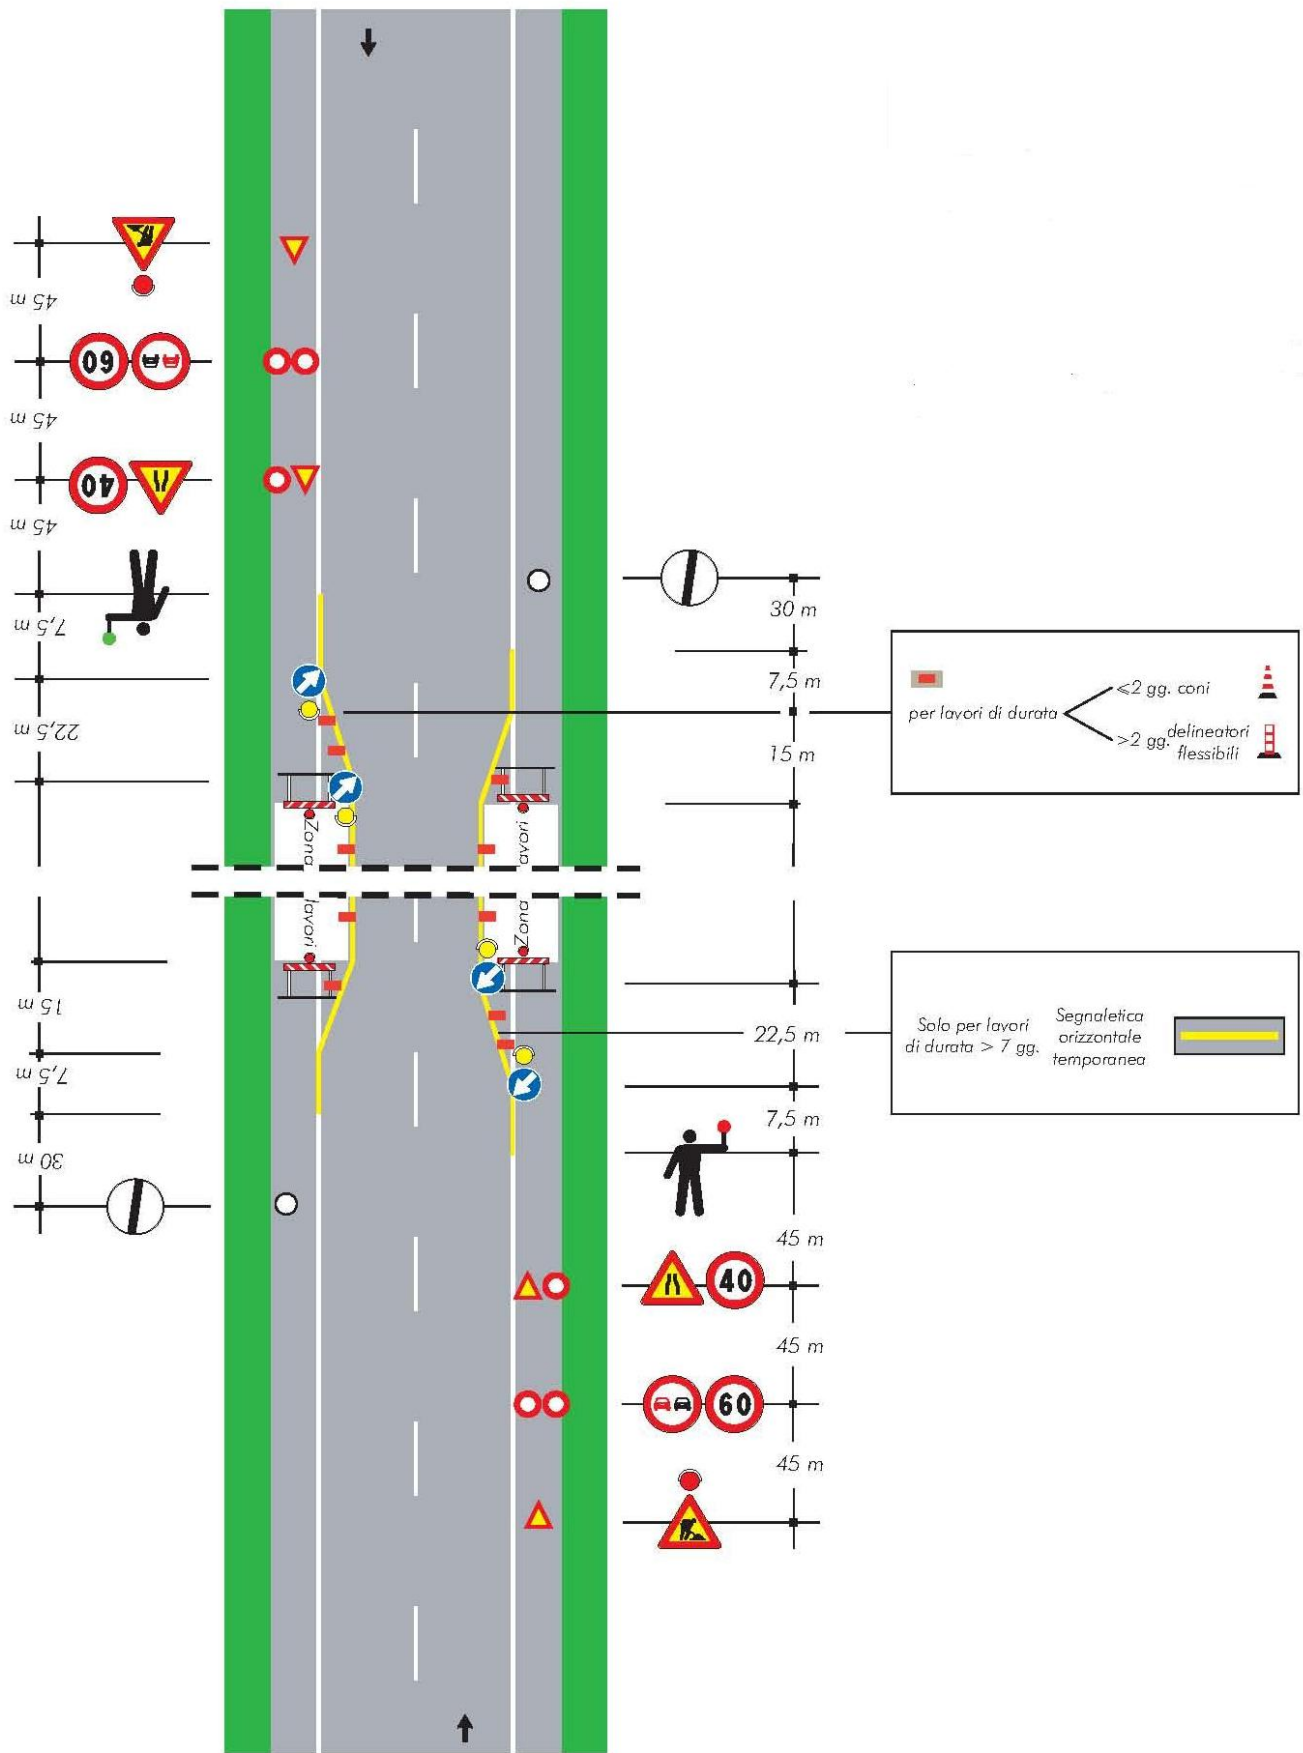 45 m
60
45 m
40
45 m
7,5 m
22,5 m
30 m
7,5 m
15 m
per lavori di durata
≤2 gg. coni
>2 gg. delineatori
flessibili
Zona
avori
lavori
Zona
15 m
7,5 m
30 m
22,5 m
7,5 m
Solo per lavori
di durata > 7 gg.
Segnaletica
orizzontale
temporanea
45 m
40
45 m
60
45 m